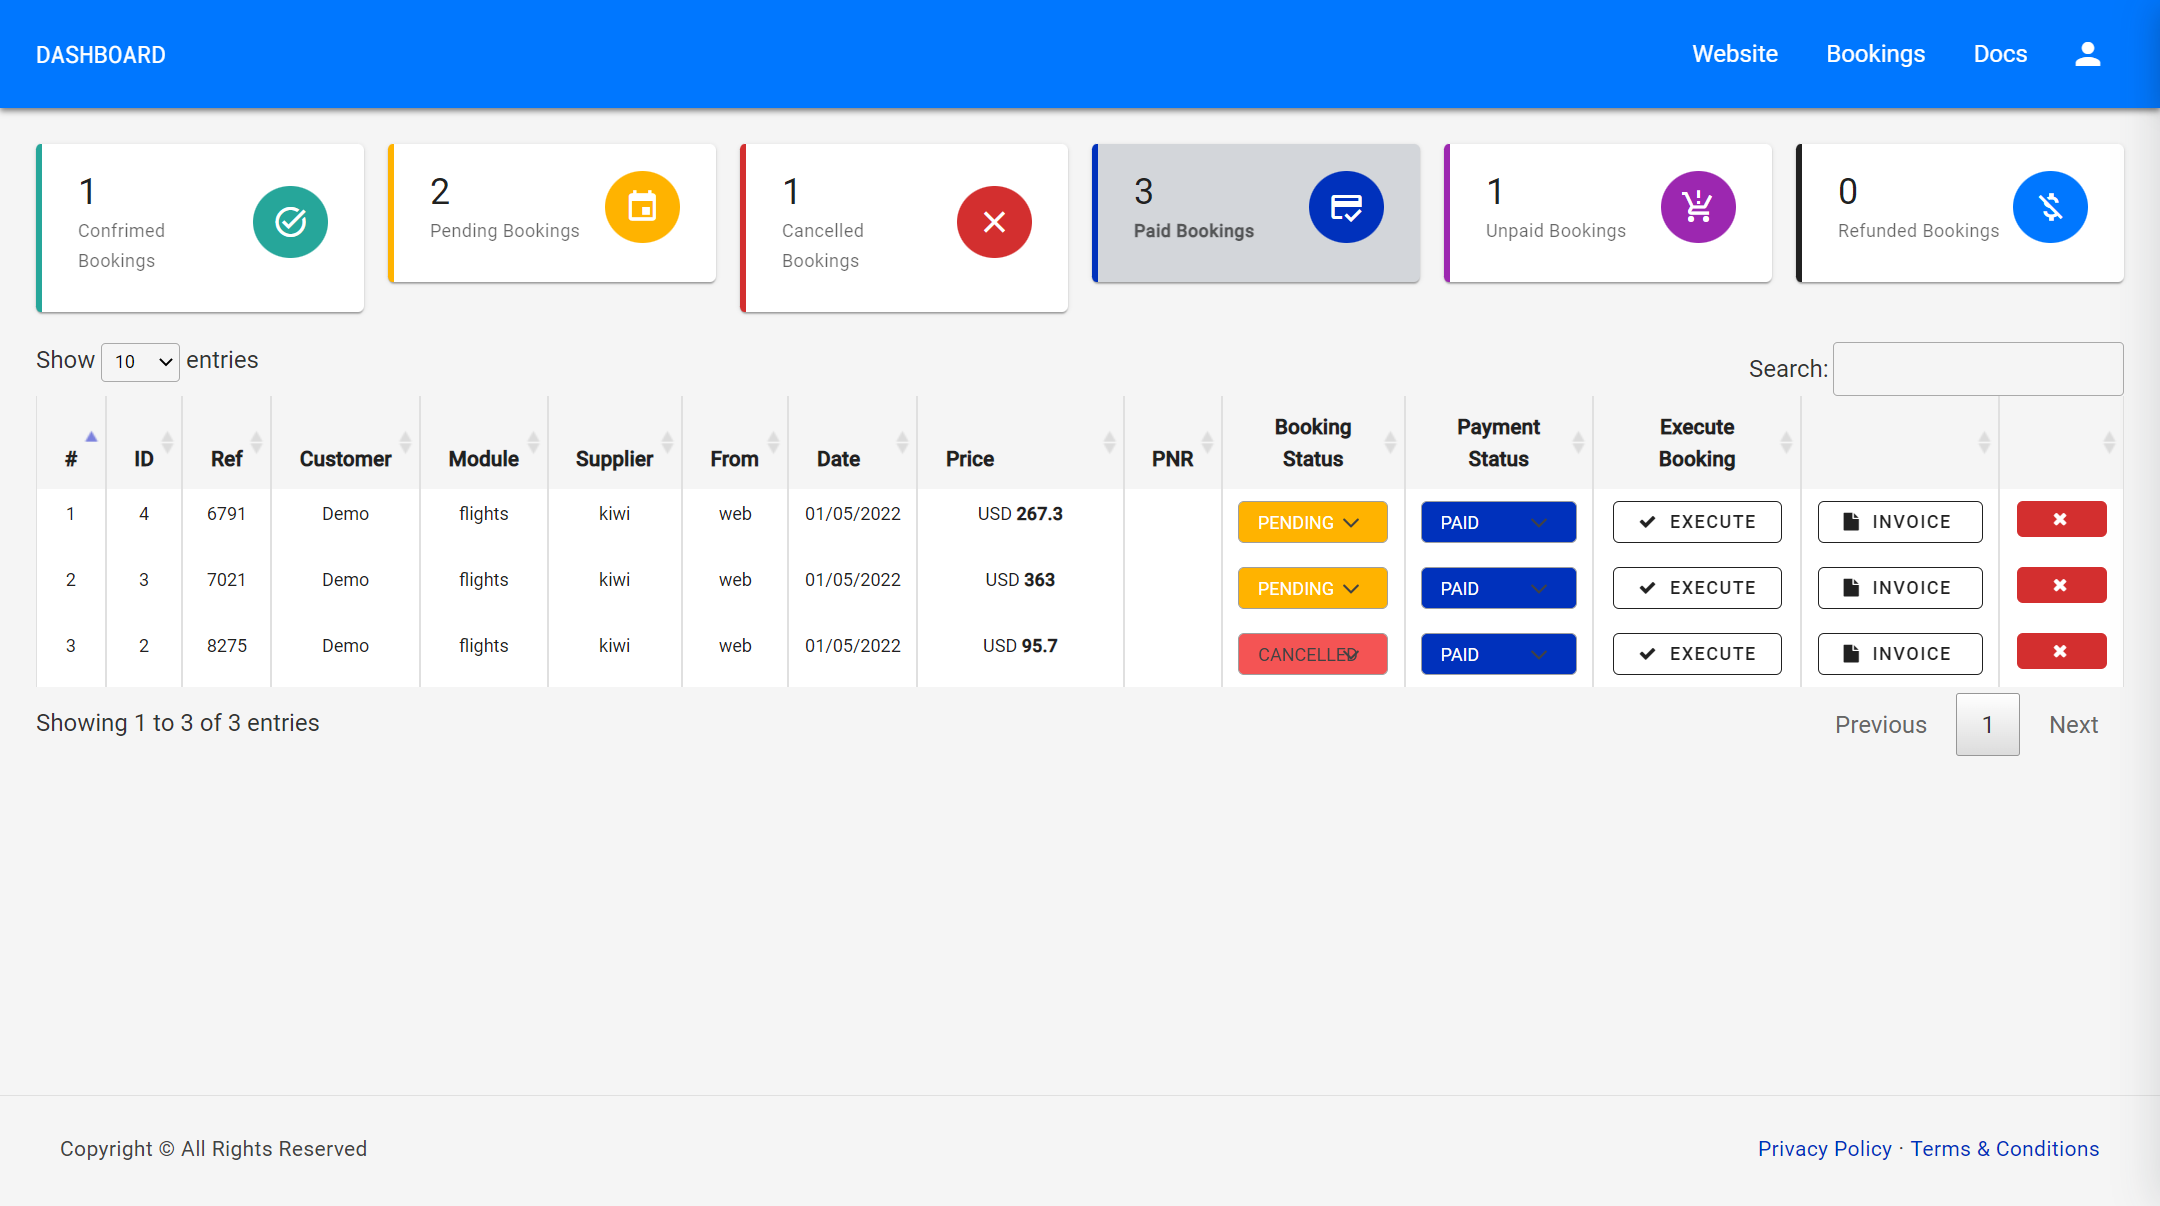 DASHBOARD
Website Bookings Docs
1
Confrimed
Bookings
2
Pending Bookings
1
Cancelled
Bookings
3
Paid Bookings
1
Unpaid Bookings
0
Refunded Bookings
Show 10 entries
Search:
# ID Ref Customer Module Supplier From Date Price PNR Booking Status Payment Status Execute Booking
1 4 6791 Demo flights kiwi web 01/05/2022 USD 267.3 PENDING PAID EXECUTE INVOICE
2 3 7021 Demo flights kiwi web 01/05/2022 USD 363 PENDING PAID EXECUTE INVOICE
3 2 8275 Demo flights kiwi web 01/05/2022 USD 95.7 CANCELLED PAID EXECUTE INVOICE
Showing 1 to 3 of 3 entries
Previous 1 Next
Copyright © All Rights Reserved
Privacy Policy · Terms & Conditions